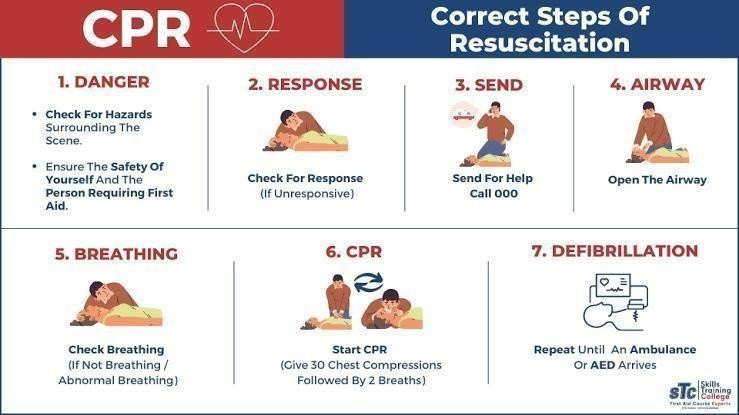 CPR
Correct Steps Of
Resuscitation
1. DANGER
• Check For Hazards
Surrounding The
Scene.
• Ensure The Safety Of
Yourself And The
Person Requiring First
Aid.
2. RESPONSE
Check For Response
(If Unresponsive)
3. SEND
Send For Help
Call 000
4. AIRWAY
Open The Airway
5. BREATHING
Check Breathing
(If Not Breathing /
Abnormal Breathing)
6. CPR
Start CPR
(Give 30 Chest Compressions
Followed By 2 Breaths)
7. DEFIBRILLATION
Repeat Until An Ambulance
Or AED Arrives
STC
Skills
Training
College
First Aid Course Experts